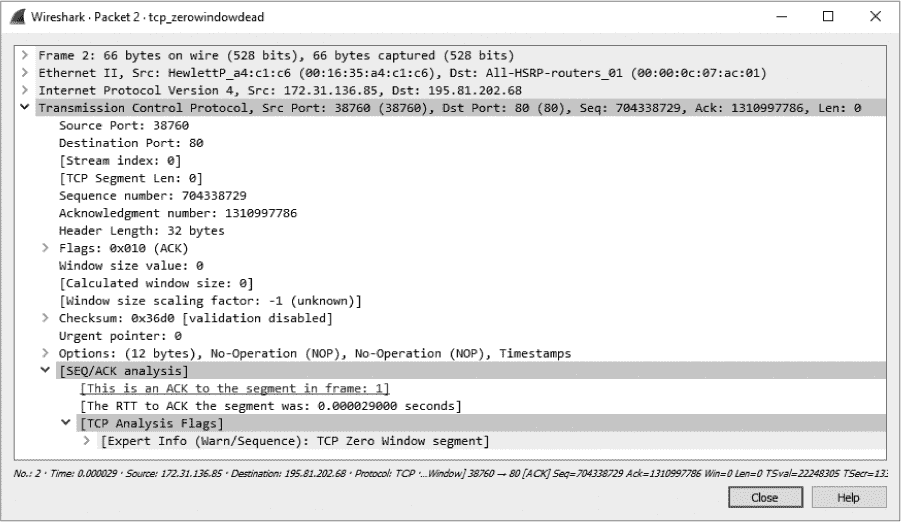 Wireshark · Packet 2 · tcp_zerowindowdead
Frame 2: 66 bytes on wire (528 bits), 66 bytes captured (528 bits)
Ethernet II, Src: HewlettP_a4:c1:c6 (00:16:35:a4:c1:c6), Dst: All-HSRP-routers_01 (00:00:0c:07:ac:01)
Internet Protocol Version 4, Src: 172.31.136.85, Dst: 195.81.202.68
Transmission Control Protocol, Src Port: 38760 (38760), Dst Port: 80 (80), Seq: 704338729, Ack: 1310997786, Len: 0
Source Port: 38760
Destination Port: 80
[Stream index: 0]
[TCP Segment Len: 0]
Sequence number: 704338729
Acknowledgment number: 1310997786
Header Length: 32 bytes
Flags: 0x010 (ACK)
Window size value: 0
[Calculated window size: 0]
[Window size scaling factor: -1 (unknown)]
Checksum: 0x36d0 [validation disabled]
Urgent pointer: 0
Options: (12 bytes), No-Operation (NOP), No-Operation (NOP), Timestamps
[SEQ/ACK analysis]
[This is an ACK to the segment in frame: 1]
[The RTT to ACK the segment was: 0.000029000 seconds]
[TCP Analysis Flags]
[Expert Info (Warn/Sequence): TCP Zero Window segment]
No.: 2 · Time: 0.000029 · Source: 172.31.136.85 · Destination: 195.81.202.68 · Protocol: TCP ·...Window] 38760 → 80 [ACK] Seq=704338729 Ack=1310997786 Win=0 Len=0 TSval=22248305 TSecr=133
Close Help